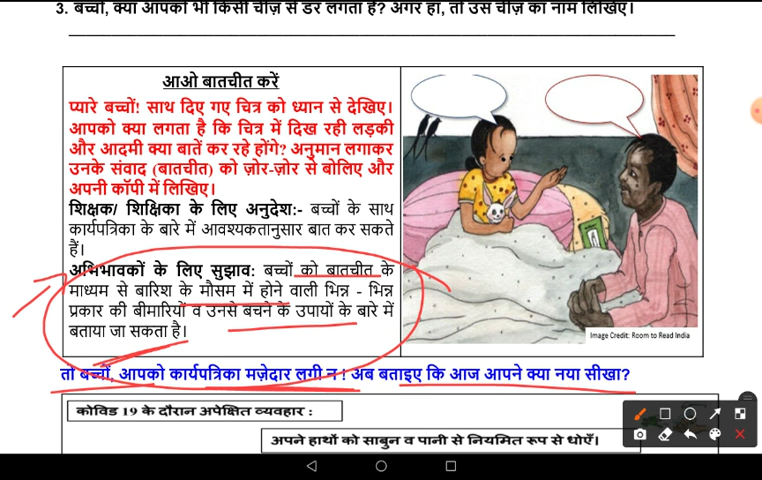 3. बच्चों, क्या आपको भी किसी चीज़ से डर लगता है? अगर हाँ, तो उस चीज़ का नाम लिखिए।
आओ बातचीत करें
प्यारे बच्चों! साथ दिए गए चित्र को ध्यान से देखिए।
आपको क्या लगता है कि चित्र में दिख रही लड़की
और आदमी क्या बातें कर रहे होंगे? अनुमान लगाकर
उनके संवाद (बातचीत) को ज़ोर-ज़ोर से बोलिए और
अपनी कॉपी में लिखिए।
शिक्षक/ शिक्षिका के लिए अनुदेश:- बच्चों के साथ
कार्यपत्रिका के बारे में आवश्यकतानुसार बात कर सकते
हैं।
अभिभावकों के लिए सुझाव: बच्चों को बातचीत के
माध्यम से बारिश के मौसम में होने वाली भिन्न - भिन्न
प्रकार की बीमारियों व उनसे बचने के उपायों के बारे में
बताया जा सकता है।
Image Credit: Room to Read India
तो बच्चों, आपको कार्यपत्रिका मज़ेदार लगी न ! अब बताइए कि आज आपने क्या नया सीखा?
कोविड 19 के दौरान अपेक्षित व्यवहार :
अपने हाथों को साबुन व पानी से नियमित रूप से धोएँ।